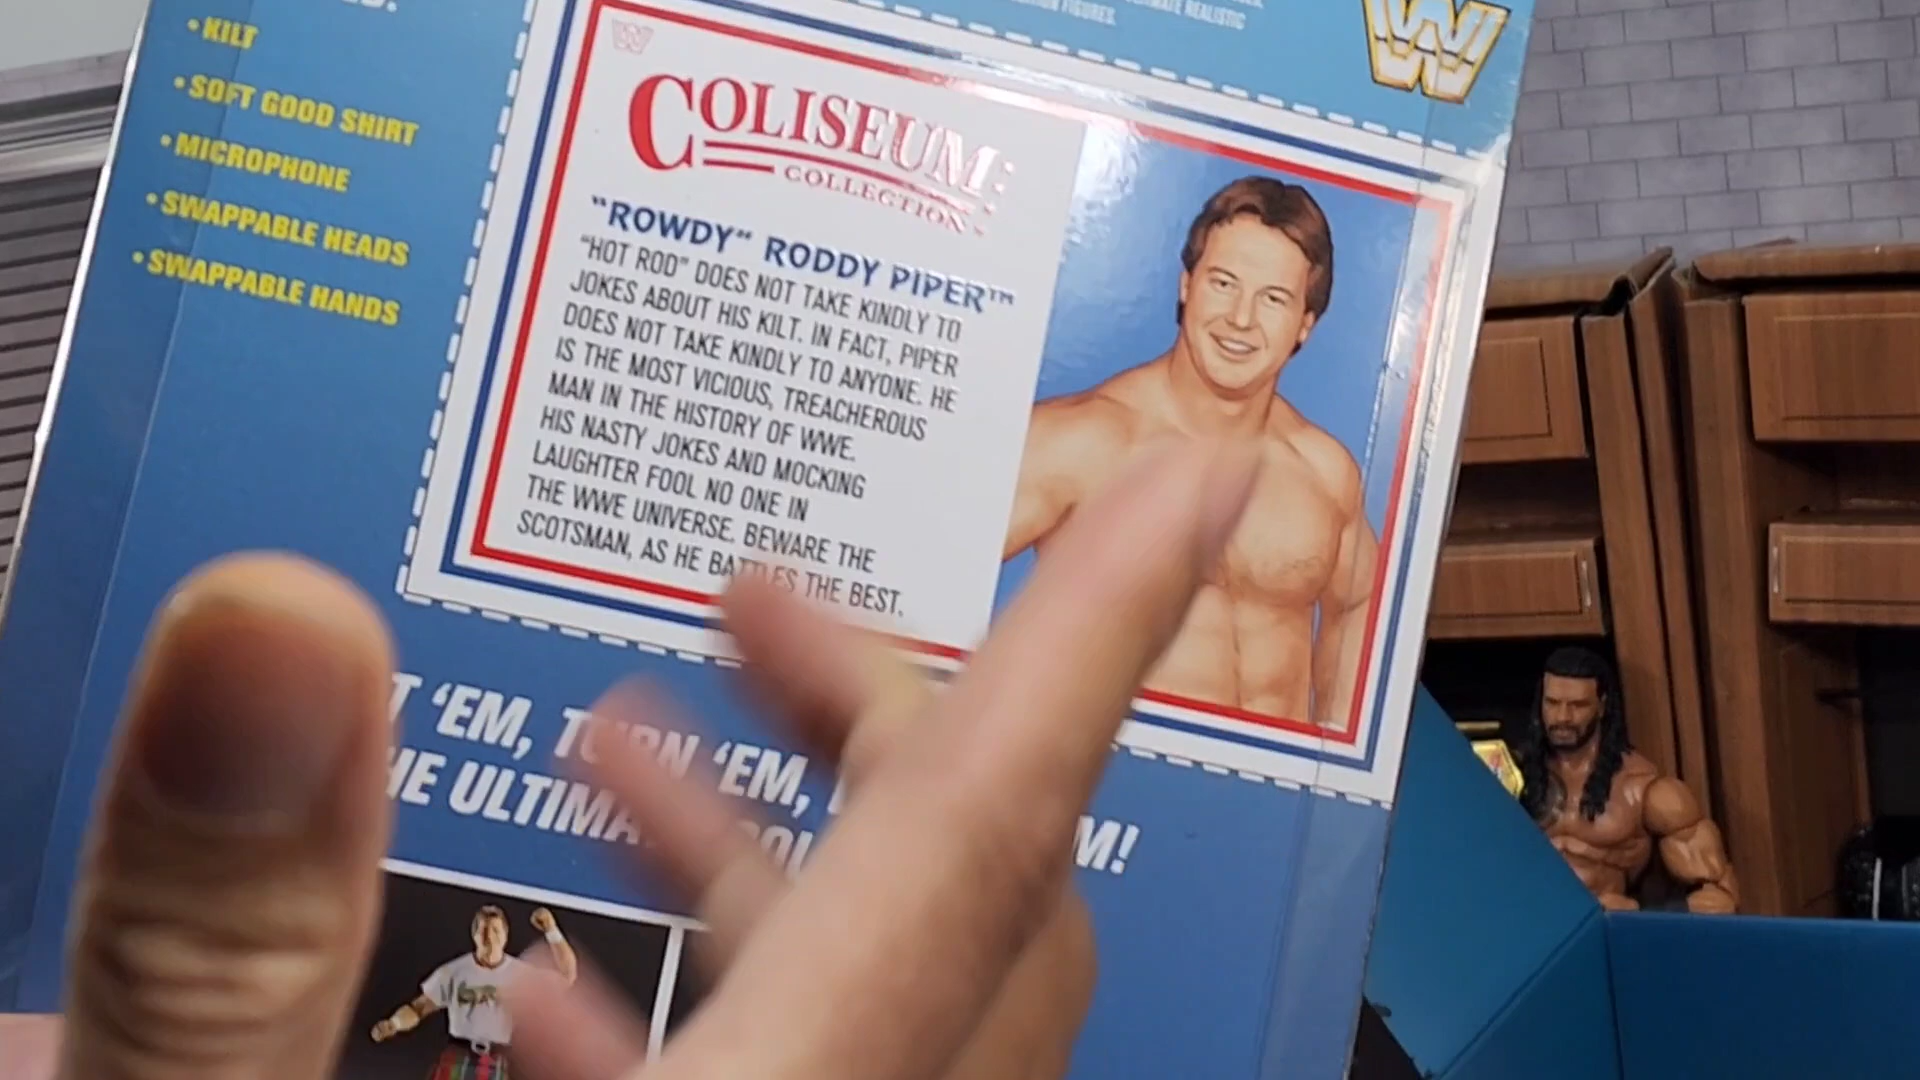 • KILT
• SOFT GOOD SHIRT
• MICROPHONE
• SWAPPABLE HEADS
• SWAPPABLE HANDS
REALISTIC
FIGURES.
W
W
COLISEUM
COLLECTION
"ROWDY" RODDY PIPER™
"HOT ROD" DOES NOT TAKE KINDLY TO
JOKES ABOUT HIS KILT. IN FACT, PIPER
DOES NOT TAKE KINDLY TO ANYONE. HE
IS THE MOST VICIOUS, TREACHEROUS
MAN IN THE HISTORY OF WWE.
HIS NASTY JOKES AND MOCKING
LAUGHTER FOOL NO ONE IN
THE WWE UNIVERSE. BEWARE THE
SCOTSMAN, AS HE BATTLES THE BEST.
'EM, TURN 'EM,